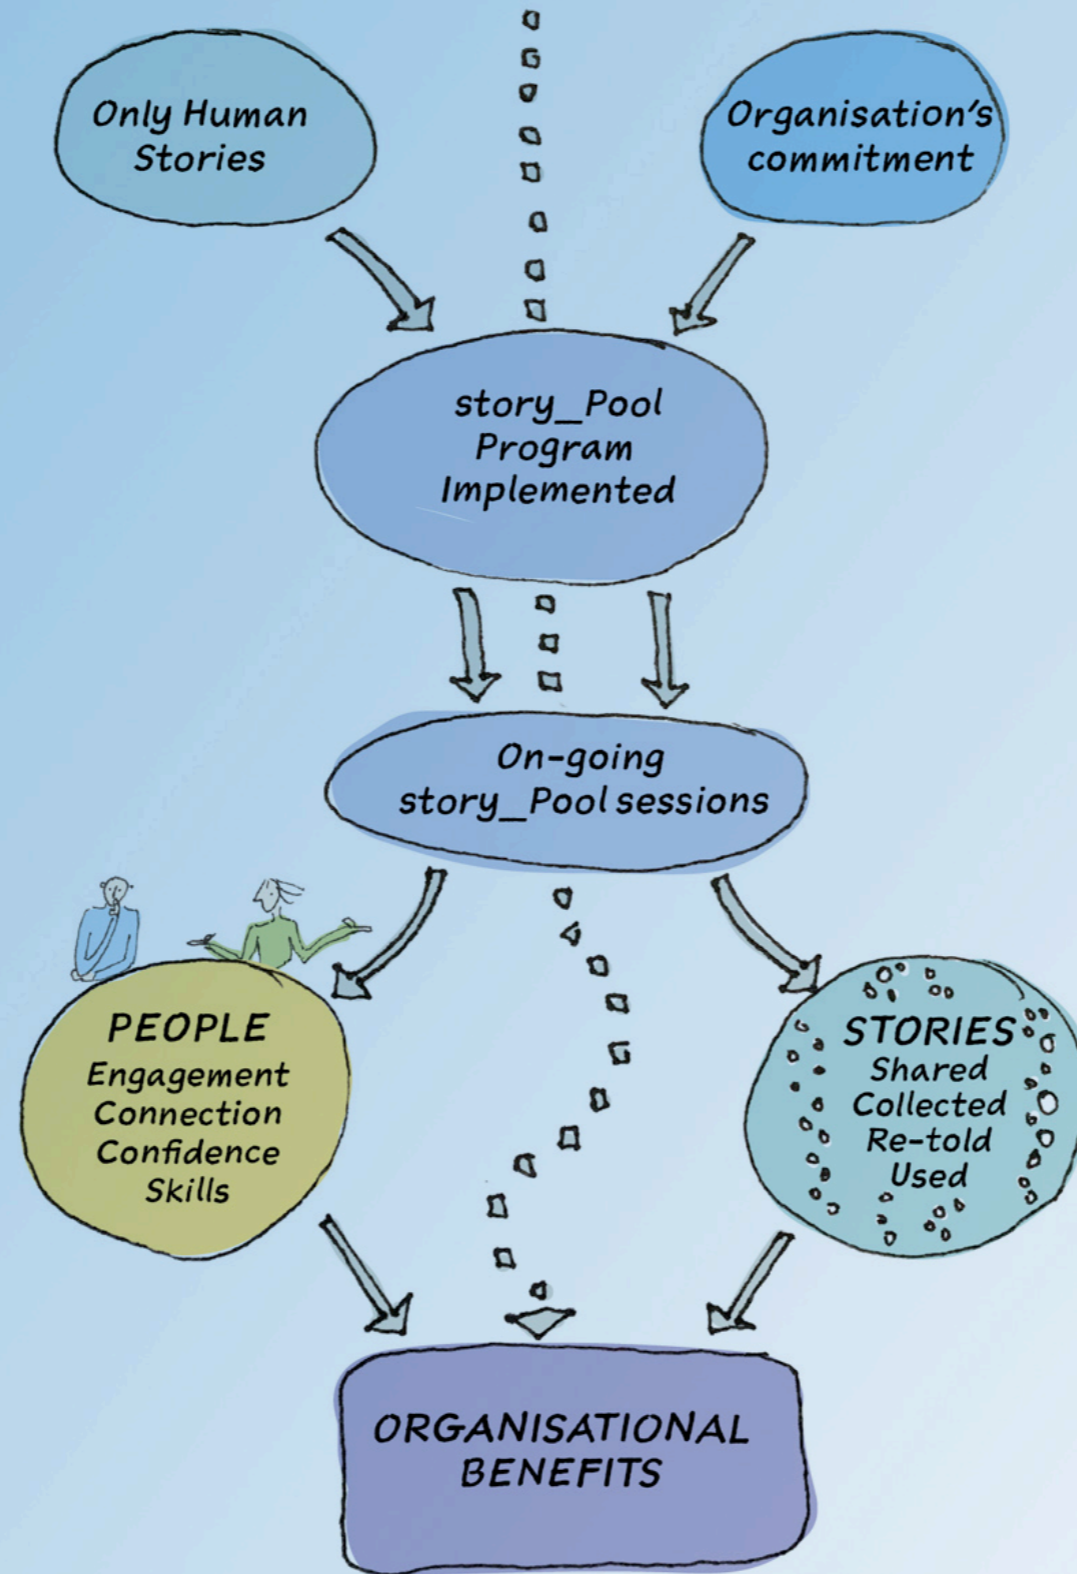 Only Human
Stories
Organisation's
commitment
story_Pool
Program
Implemented
On-going
story_Pool sessions
PEOPLE
Engagement
Connection
Confidence
Skills
STORIES
Shared
Collected
Re-told
Used
ORGANISATIONAL
BENEFITS